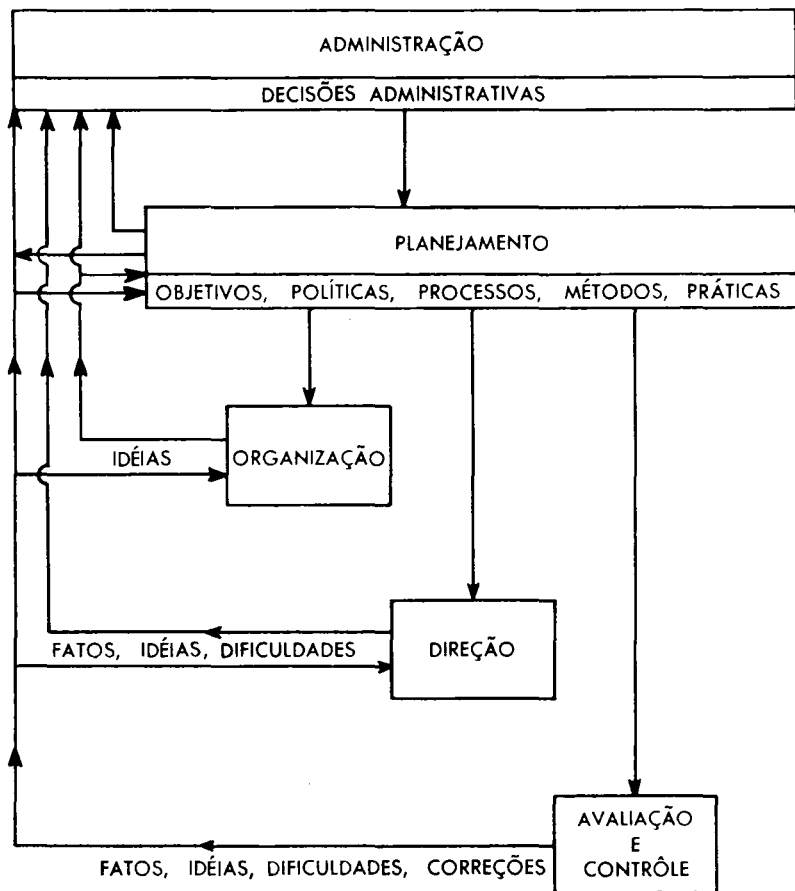 ADMINISTRAÇÃO
DECISÕES ADMINISTRATIVAS
PLANEJAMENTO
OBJETIVOS, POLÍTICAS, PROCESSOS, MÉTODOS, PRÁTICAS
IDÉIAS
ORGANIZAÇÃO
FATOS, IDÉIAS, DIFICULDADES
DIREÇÃO
AVALIAÇÃO
E
CONTRÔLE
FATOS, IDÉIAS, DIFICULDADES, CORREÇÕES